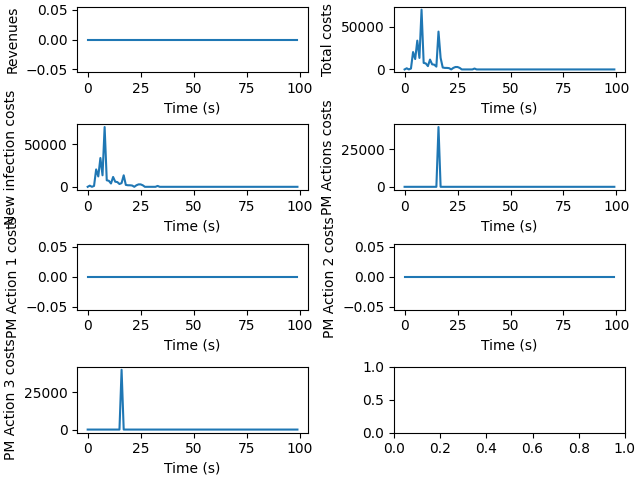 Revenues
0.05
0.00
−0.05
0 25 50 75 100
Time (s)
Total costs
50000
0
0 25 50 75 100
Time (s)
New infection costs
50000
0
0 25 50 75 100
Time (s)
PM Actions costs
25000
0
0 25 50 75 100
Time (s)
PM Action 1 costs
0.05
0.00
−0.05
0 25 50 75 100
Time (s)
PM Action 2 costs
0.05
0.00
−0.05
0 25 50 75 100
Time (s)
PM Action 3 costs
25000
0
0 25 50 75 100
Time (s)
1.0
0.5
0.0
0.0 0.2 0.4 0.6 0.8 1.0